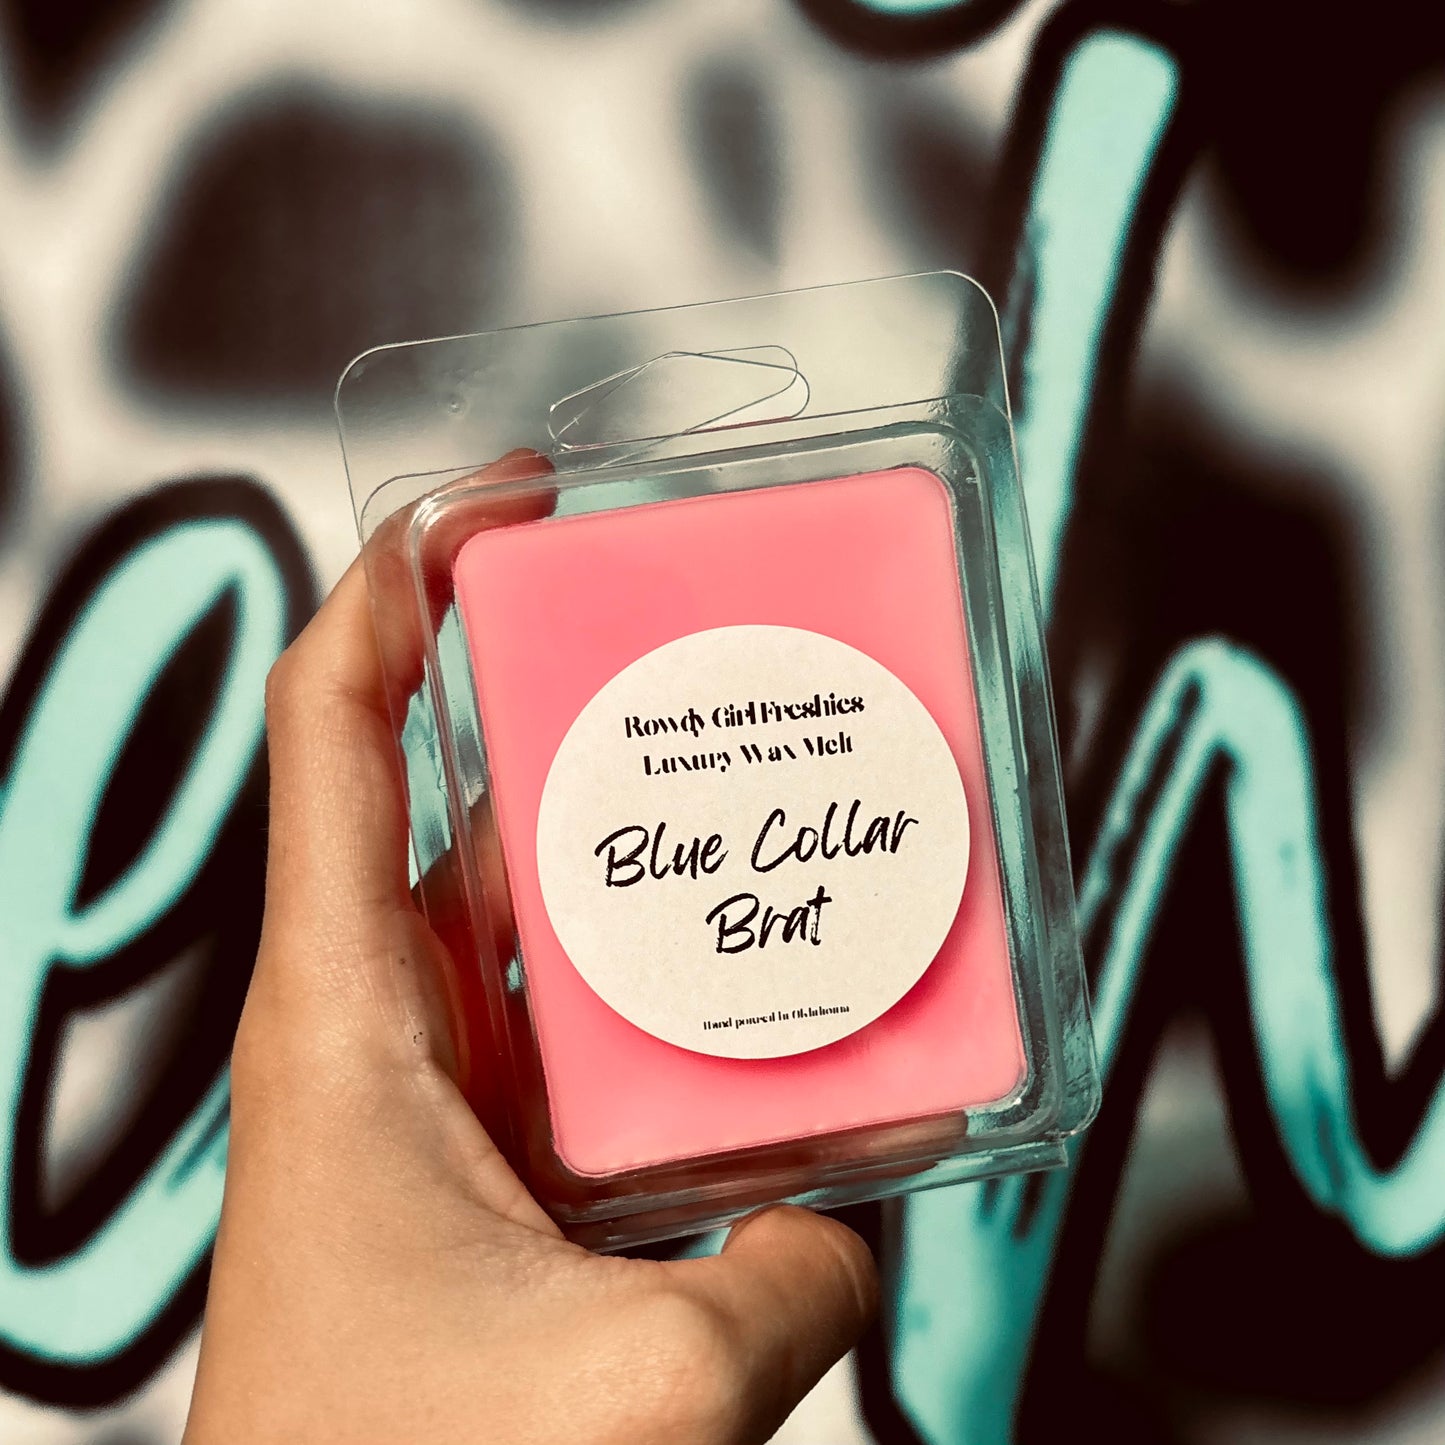 Rowdy Girl Freshies
Luxury Wax Melt
Blue Collar
Brat
Hand poured in Oklahoma